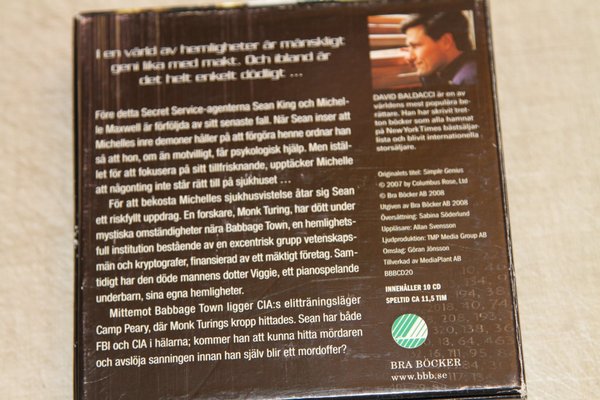 I en värld av hemligheter är mänskligt
geni lika med makt. Och ibland är
det helt enkelt dödligt ...
Före detta Secret Service-agenterna Sean King och Michel-
le Maxwell är förföljda av sitt senaste fall. När Sean inser att
Michelles inre demoner håller på att förgöra henne ordnar han
så att hon, om än motvilligt, får psykologisk hjälp. Men istäl-
let för att fokusera på sitt tillfrisknande, upptäcker Michelle
att någonting inte står rätt till på sjukhuset ...
För att bekosta Michelles sjukhusvistelse åtar sig Sean
ett riskfyllt uppdrag. En forskare, Monk Turing, har dött under
mystiska omständigheter nära Babbage Town, en hemlighets-
full institution bestående av en excentrisk grupp vetenskaps-
män och kryptografer, finansierad av ett mäktigt företag. Sam-
tidigt har den döde mannens dotter Viggie, ett pianospelande
underbarn, sina egna hemligheter.
Mittemot Babbage Town ligger CIA:s elitträningsläger
Camp Peary, där Monk Turings kropp hittades. Sean har både
FBI och CIA i hälarna; kommer han att kunna hitta mördaren
och avslöja sanningen innan han själv blir ett mordoffer?
DAVID BALDACCI är en av
världens mest populära be-
rättare. Han har skrivit tret-
ton böcker som alla hamnat
på New York Times bästsäljar-
lista och blivit internationella
storsäljare.
Originalets titel: Simple Genius
© 2007 by Columbus Rose, Ltd
© Bra Böcker AB 2008
Utgiven av Bra Böcker AB 2008
Översättning: Sabina Söderlund
Uppläsare: Allan Svensson
Ljudproduktion: TMP Media Group AB
Omslag: Göran Jönsson
Tillverkad av MediaPlant AB
BBBCD20
INNEHÅLLER 10 CD
SPELTID CA 11,5 TIM
BRA BÖCKER
www.bbb.se